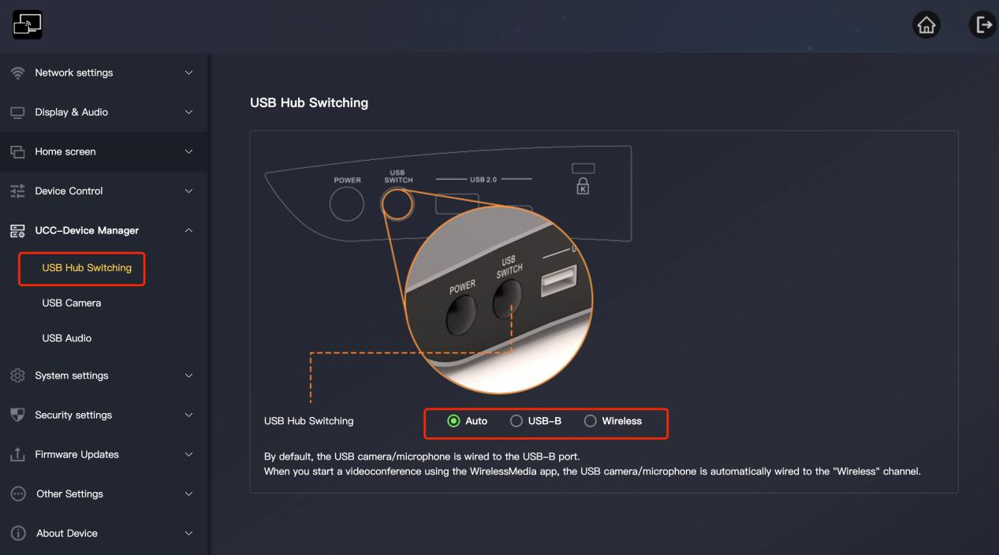 Network settings
Display & Audio
Home screen
Device Control
UCC-Device Manager
USB Hub Switching
USB Camera
USB Audio
System settings
Security settings
Firmware Updates
Other Settings
About Device
USB Hub Switching
POWER
USB
SWITCH
USB 2.0
K
POWER
USB
SWITCH
U
USB Hub Switching
Auto
USB-B
Wireless
By default, the USB camera/microphone is wired to the USB-B port.
When you start a videoconference using the WirelessMedia app, the USB camera/microphone is automatically wired to the "Wireless" channel.